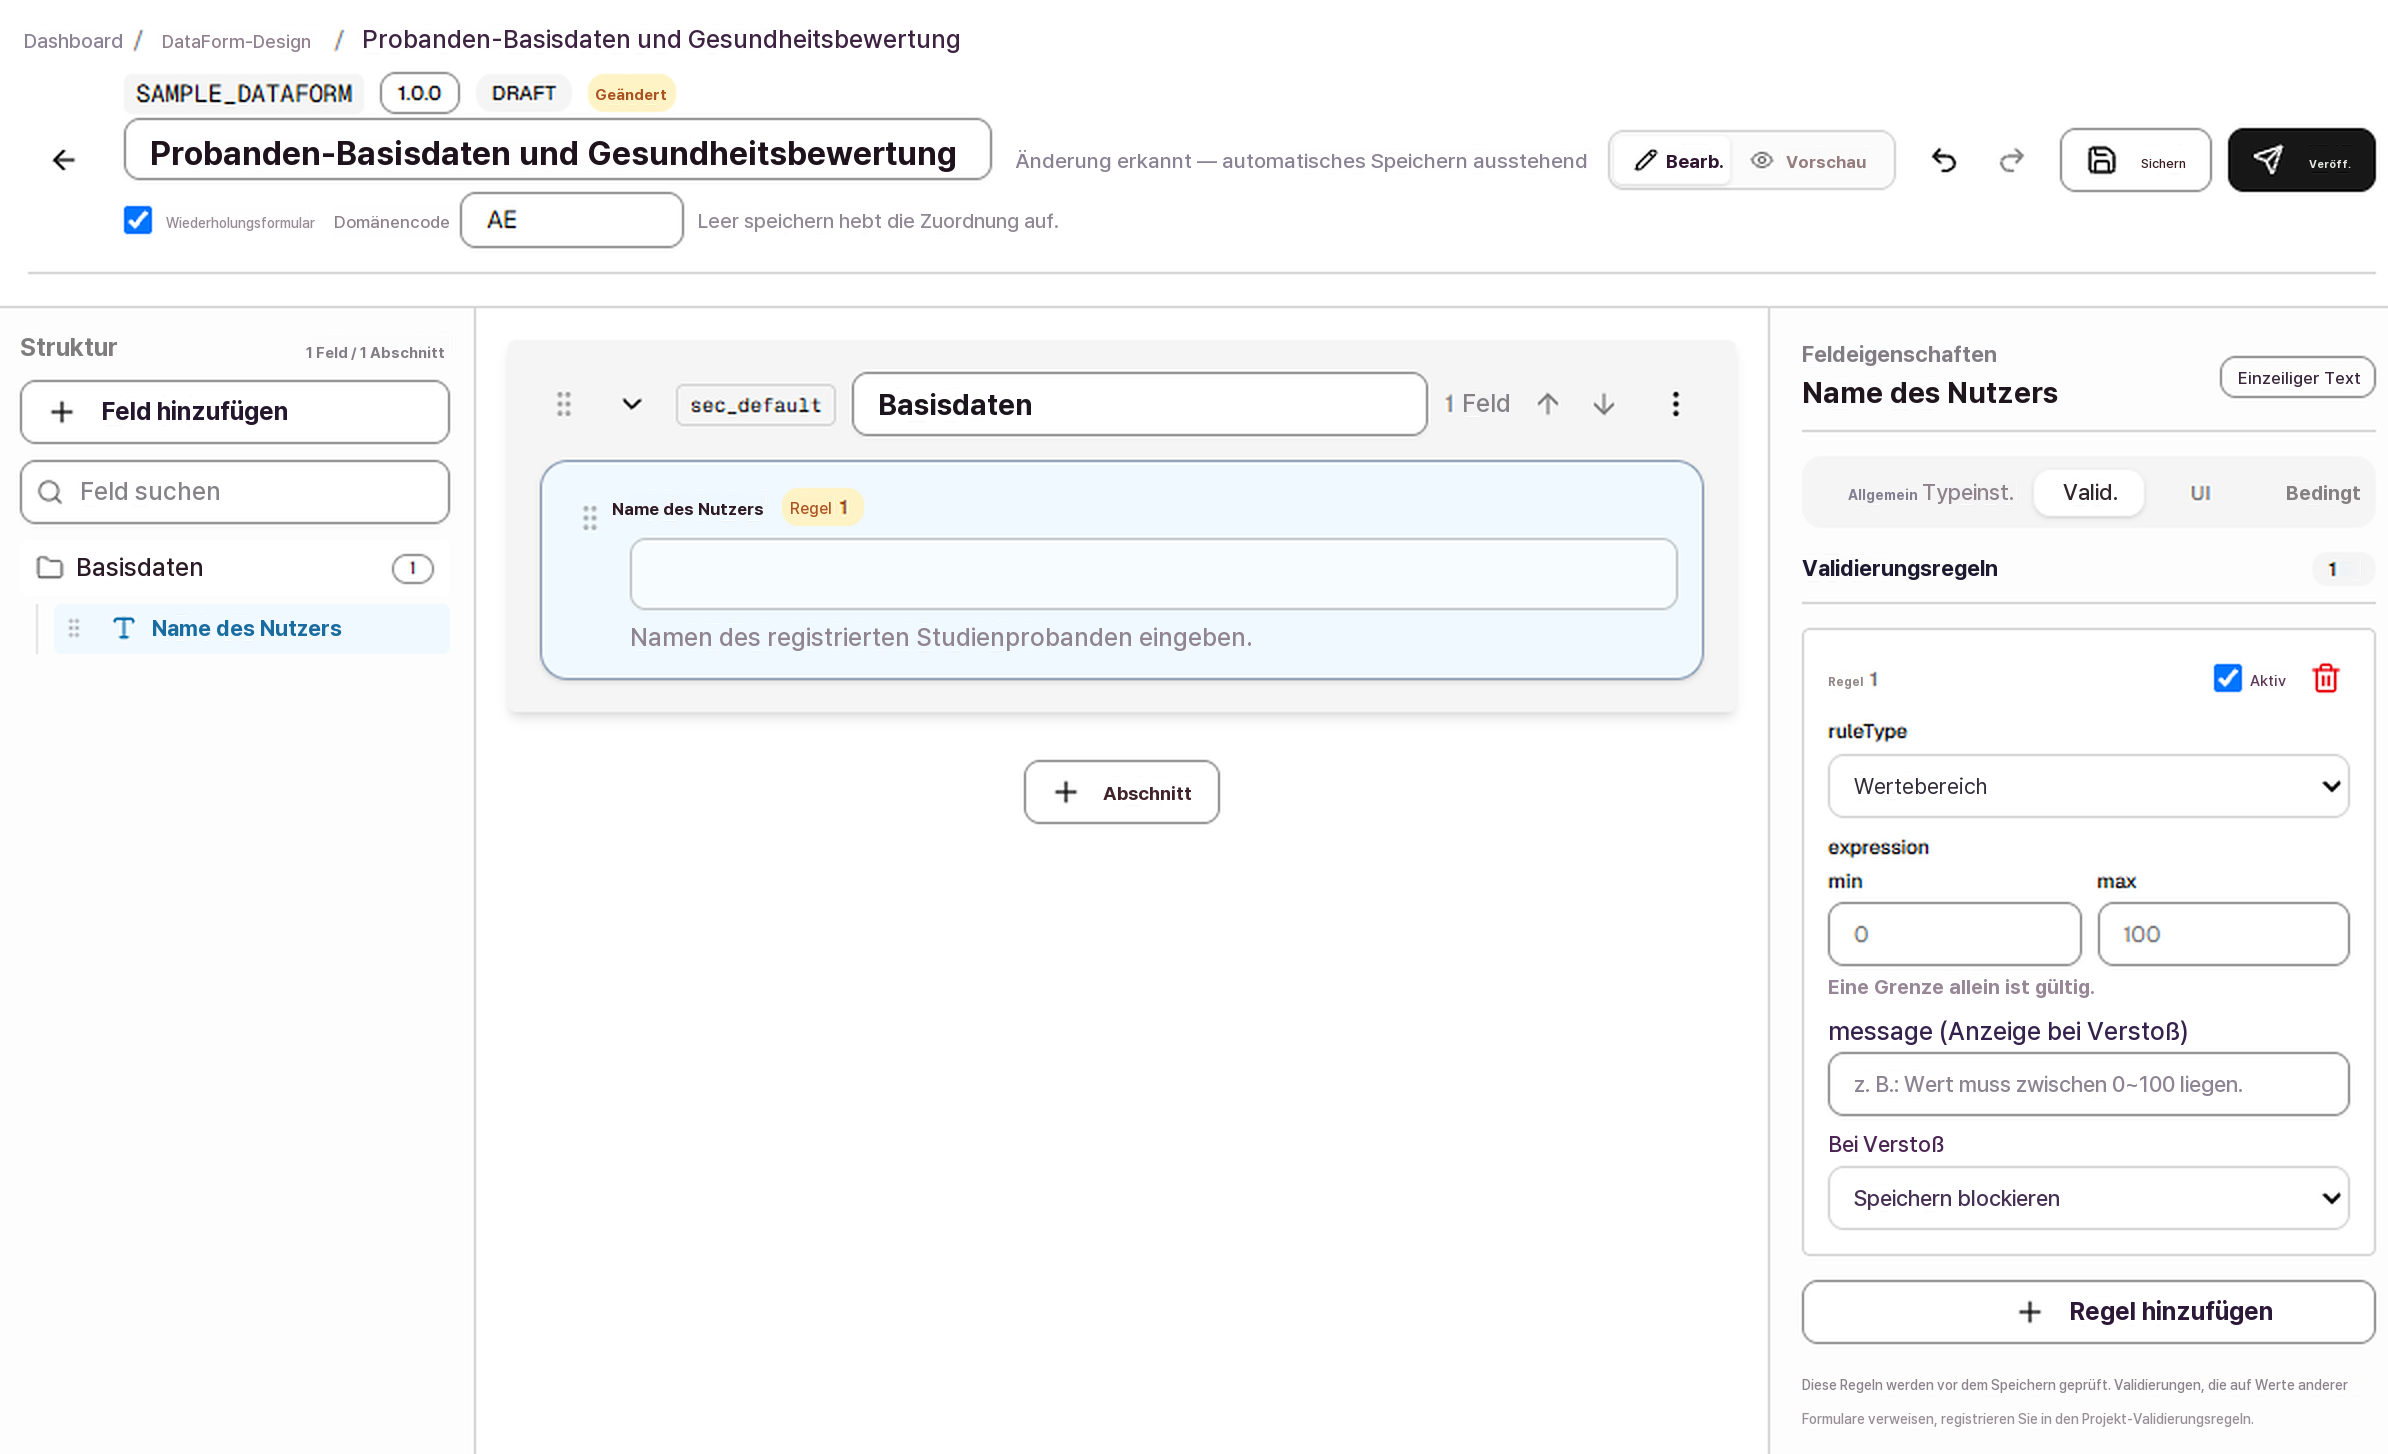 Dashboard / DataForm-Design / Probanden-Basisdaten und Gesundheitsbewertung
SAMPLE_DATAFORM 1.0.0 DRAFT Geändert
Probanden-Basisdaten und Gesundheitsbewertung
Änderung erkannt — automatisches Speichern ausstehend
Bearb. Vorschau
Sichern
Veröff.
Wiederholungsformular Domänencode AE Leer speichern hebt die Zuordnung auf.
Struktur
1 Feld / 1 Abschnitt
Feld hinzufügen
Feld suchen
Basisdaten 1
Name des Nutzers
sec_default Basisdaten 1 Feld
Name des Nutzers Regel 1
Namen des registrierten Studienprobanden eingeben.
Abschnitt
Feldeigenschaften
Name des Nutzers
Einzeiliger Text
Allgemein Typeinst. Valid. UI Bedingt
Validierungsregeln 1
Regel 1 Aktiv
ruleType
Wertebereich
expression
min max
0 100
Eine Grenze allein ist gültig.
message (Anzeige bei Verstoß)
z. B.: Wert muss zwischen 0~100 liegen.
Bei Verstoß
Speichern blockieren
Regel hinzufügen
Diese Regeln werden vor dem Speichern geprüft. Validierungen, die auf Werte anderer
Formulare verweisen, registrieren Sie in den Projekt-Validierungsregeln.